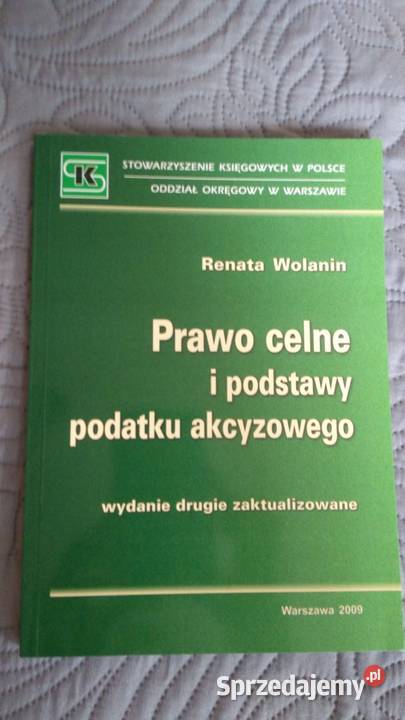 SKS
STOWARZYSZENIE KSIĘGOWYCH W POLSCE
ODDZIAŁ OKRĘGOWY W WARSZAWIE
Renata Wolanin
Prawo celne
i podstawy
podatku akcyzowego
wydanie drugie zaktualizowane
Warszawa 2009
Sprzedajemy.pl